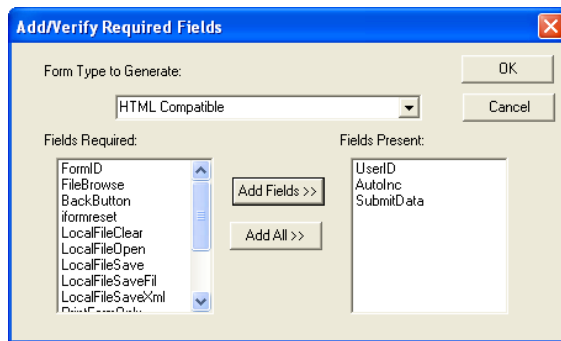 Add/Verify Required Fields
Form Type to Generate:
OK
HTML Compatible
Cancel
Fields Required:
Fields Present:
FormID
FileBrowse
BackButton
iformreset
LocalFileClear
LocalFileOpen
LocalFileSave
LocalFileSaveFil
LocalFileSaveXml
PrintFormOnly
Add Fields >>
Add All >>
UserID
AutoInc
SubmitData